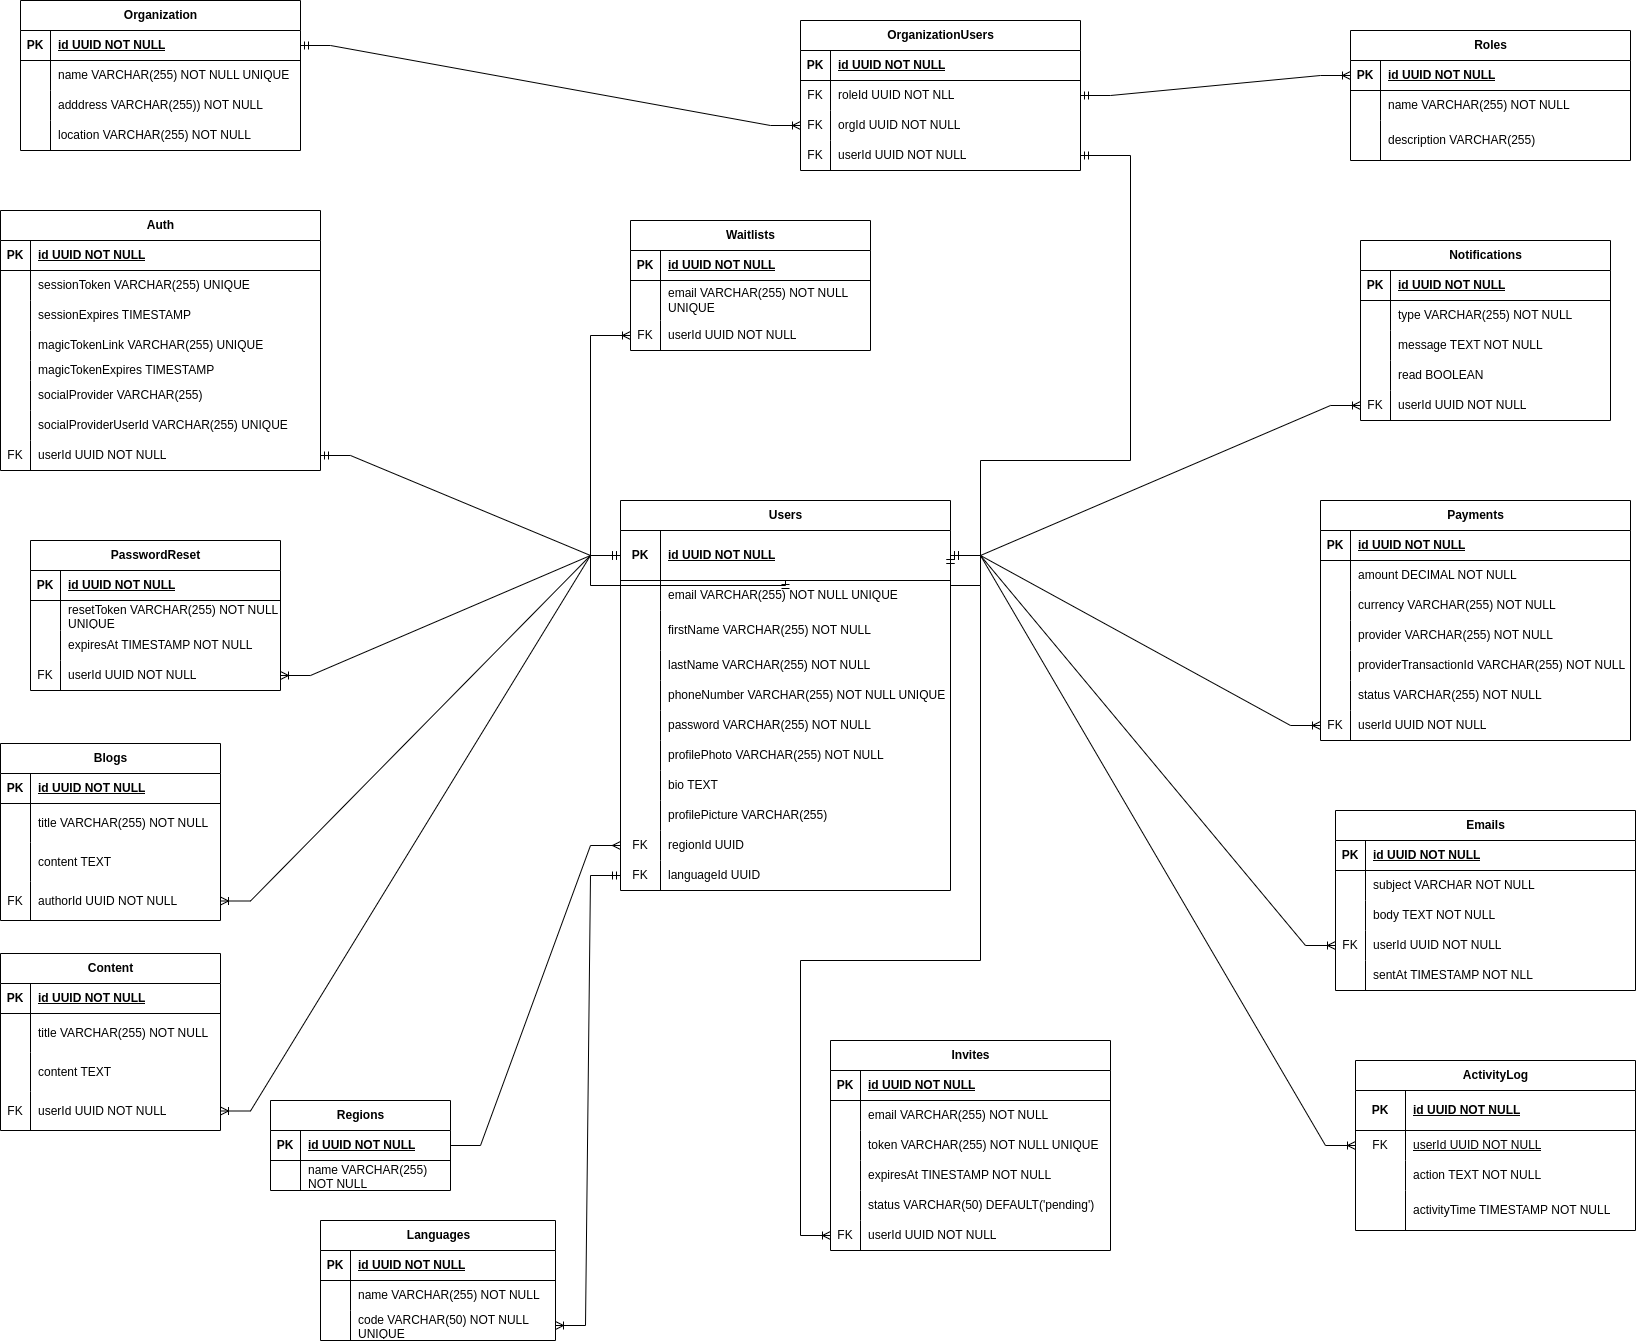 Organization
PK id UUID NOT NULL
name VARCHAR(255) NOT NULL UNIQUE
adddress VARCHAR(255)) NOT NULL
location VARCHAR(255) NOT NULL
OrganizationUsers
PK id UUID NOT NULL
FK roleId UUID NOT NLL
FK orgId UUID NOT NULL
FK userId UUID NOT NULL
Roles
PK id UUID NOT NULL
name VARCHAR(255) NOT NULL
description VARCHAR(255)
Auth
PK id UUID NOT NULL
sessionToken VARCHAR(255) UNIQUE
sessionExpires TIMESTAMP
magicTokenLink VARCHAR(255) UNIQUE
magicTokenExpires TIMESTAMP
socialProvider VARCHAR(255)
socialProviderUserId VARCHAR(255) UNIQUE
FK userId UUID NOT NULL
Waitlists
PK id UUID NOT NULL
email VARCHAR(255) NOT NULL
UNIQUE
FK userId UUID NOT NULL
Notifications
PK id UUID NOT NULL
type VARCHAR(255) NOT NULL
message TEXT NOT NULL
read BOOLEAN
FK userId UUID NOT NULL
PasswordReset
PK id UUID NOT NULL
resetToken VARCHAR(255) NOT NULL
UNIQUE
expiresAt TIMESTAMP NOT NULL
FK userId UUID NOT NULL
Users
PK id UUID NOT NULL
email VARCHAR(255) NOT NULL UNIQUE
firstName VARCHAR(255) NOT NULL
lastName VARCHAR(255) NOT NULL
phoneNumber VARCHAR(255) NOT NULL UNIQUE
password VARCHAR(255) NOT NULL
profilePhoto VARCHAR(255) NOT NULL
bio TEXT
profilePicture VARCHAR(255)
FK regionId UUID
FK languageId UUID
Payments
PK id UUID NOT NULL
amount DECIMAL NOT NULL
currency VARCHAR(255) NOT NULL
provider VARCHAR(255) NOT NULL
providerTransactionId VARCHAR(255) NOT NULL
status VARCHAR(255) NOT NULL
FK userId UUID NOT NULL
Blogs
PK id UUID NOT NULL
title VARCHAR(255) NOT NULL
content TEXT
FK authorId UUID NOT NULL
Emails
PK id UUID NOT NULL
subject VARCHAR NOT NULL
body TEXT NOT NULL
FK userId UUID NOT NULL
sentAt TIMESTAMP NOT NLL
Content
PK id UUID NOT NULL
title VARCHAR(255) NOT NULL
content TEXT
FK userId UUID NOT NULL
Regions
PK id UUID NOT NULL
name VARCHAR(255)
NOT NULL
Invites
PK id UUID NOT NULL
email VARCHAR(255) NOT NULL
token VARCHAR(255) NOT NULL UNIQUE
expiresAt TINESTAMP NOT NULL
status VARCHAR(50) DEFAULT('pending')
FK userId UUID NOT NULL
ActivityLog
PK id UUID NOT NULL
FK userId UUID NOT NULL
action TEXT NOT NULL
activityTime TIMESTAMP NOT NULL
Languages
PK id UUID NOT NULL
name VARCHAR(255) NOT NULL
code VARCHAR(50) NOT NULL
UNIQUE